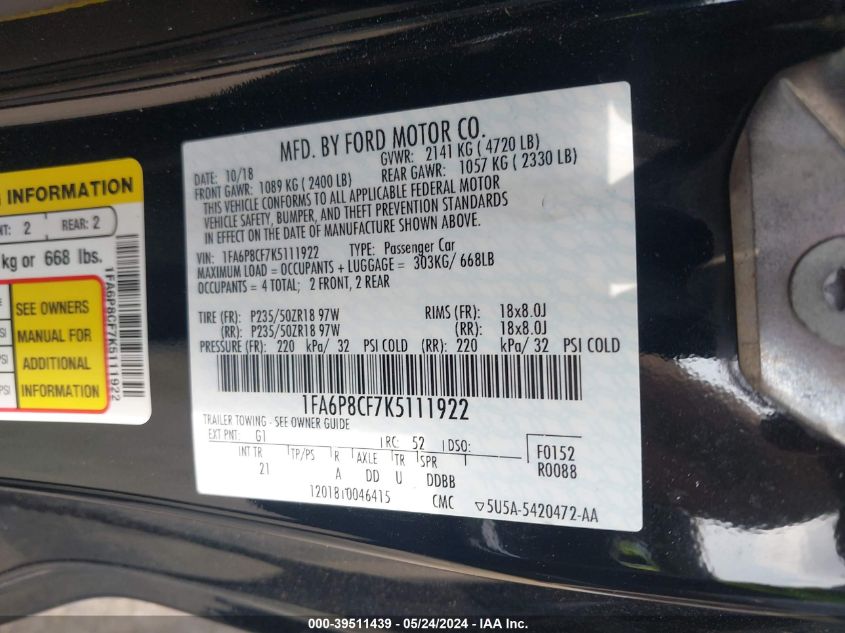 MFD. BY FORD MOTOR CO.
DATE: 10/18 GVWR: 2141 KG ( 4720 LB)
FRONT GAWR: 1089 KG ( 2400 LB) REAR GAWR: 1057 KG ( 2330 LB)
THIS VEHICLE CONFORMS TO ALL APPLICABLE FEDERAL MOTOR
VEHICLE SAFETY, BUMPER, AND THEFT PREVENTION STANDARDS
IN EFFECT ON THE DATE OF MANUFACTURE SHOWN ABOVE.
VIN: 1FA6P8CF7K5111922 TYPE: Passenger Car
MAXIMUM LOAD = OCCUPANTS + LUGGAGE = 303KG/ 668LB
OCCUPANTS = 4 TOTAL; 2 FRONT, 2 REAR
TIRE (FR): P235/50ZR18 97W RIMS (FR): 18x8.0J
(RR): P235/50ZR18 97W (RR): 18x8.0J
PRESSURE (FR): 220 kPa/ 32 PSI COLD (RR): 220 kPa/ 32 PSI COLD
1FA6P8CF7K5111922
TRAILER TOWING - SEE OWNER GUIDE
EXT PNT: G1 RC: 52 DSO: F0152
INT TR TP/PS R AXLE TR SPR R0088
21 A DD U DDBB
12018 0046415 CMC 5U5A-5420472-AA
INFORMATION
2 REAR: 2
kg or 668 lbs.
SEE OWNERS
MANUAL FOR
ADDITIONAL
INFORMATION
1FA6P8CF7K5111922
000-39511439 - 05/24/2024 - IAA Inc.